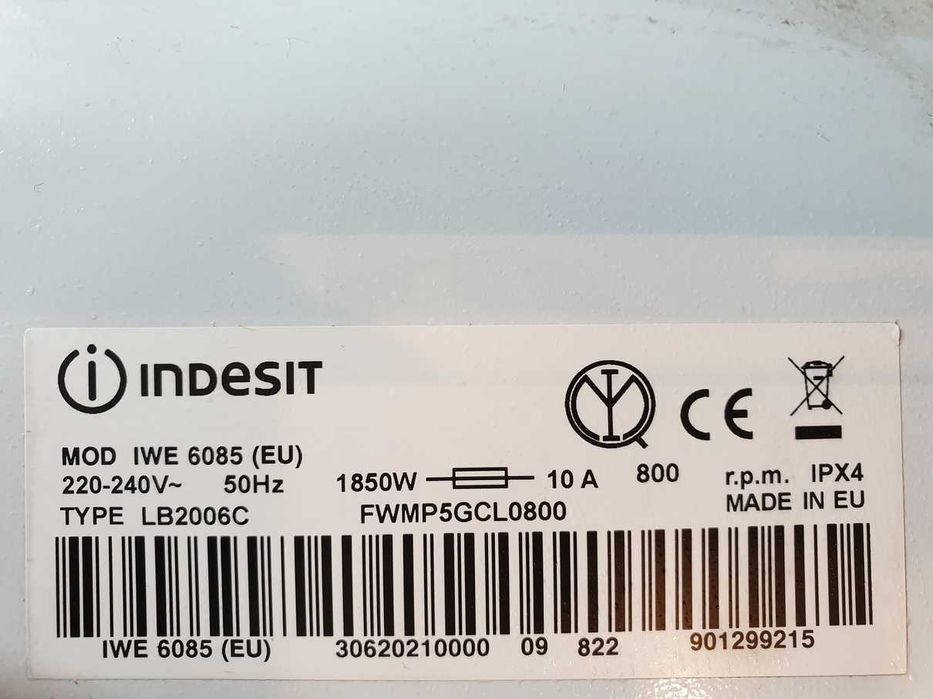 INDESIT
MOD IWE 6085 (EU)
220-240V~ 50Hz 1850W 10 A 800 r.p.m. IPX4
TYPE LB2006C FWMP5GCL0800 MADE IN EU
IWE 6085 (EU) 30620210000 09 822 901299215